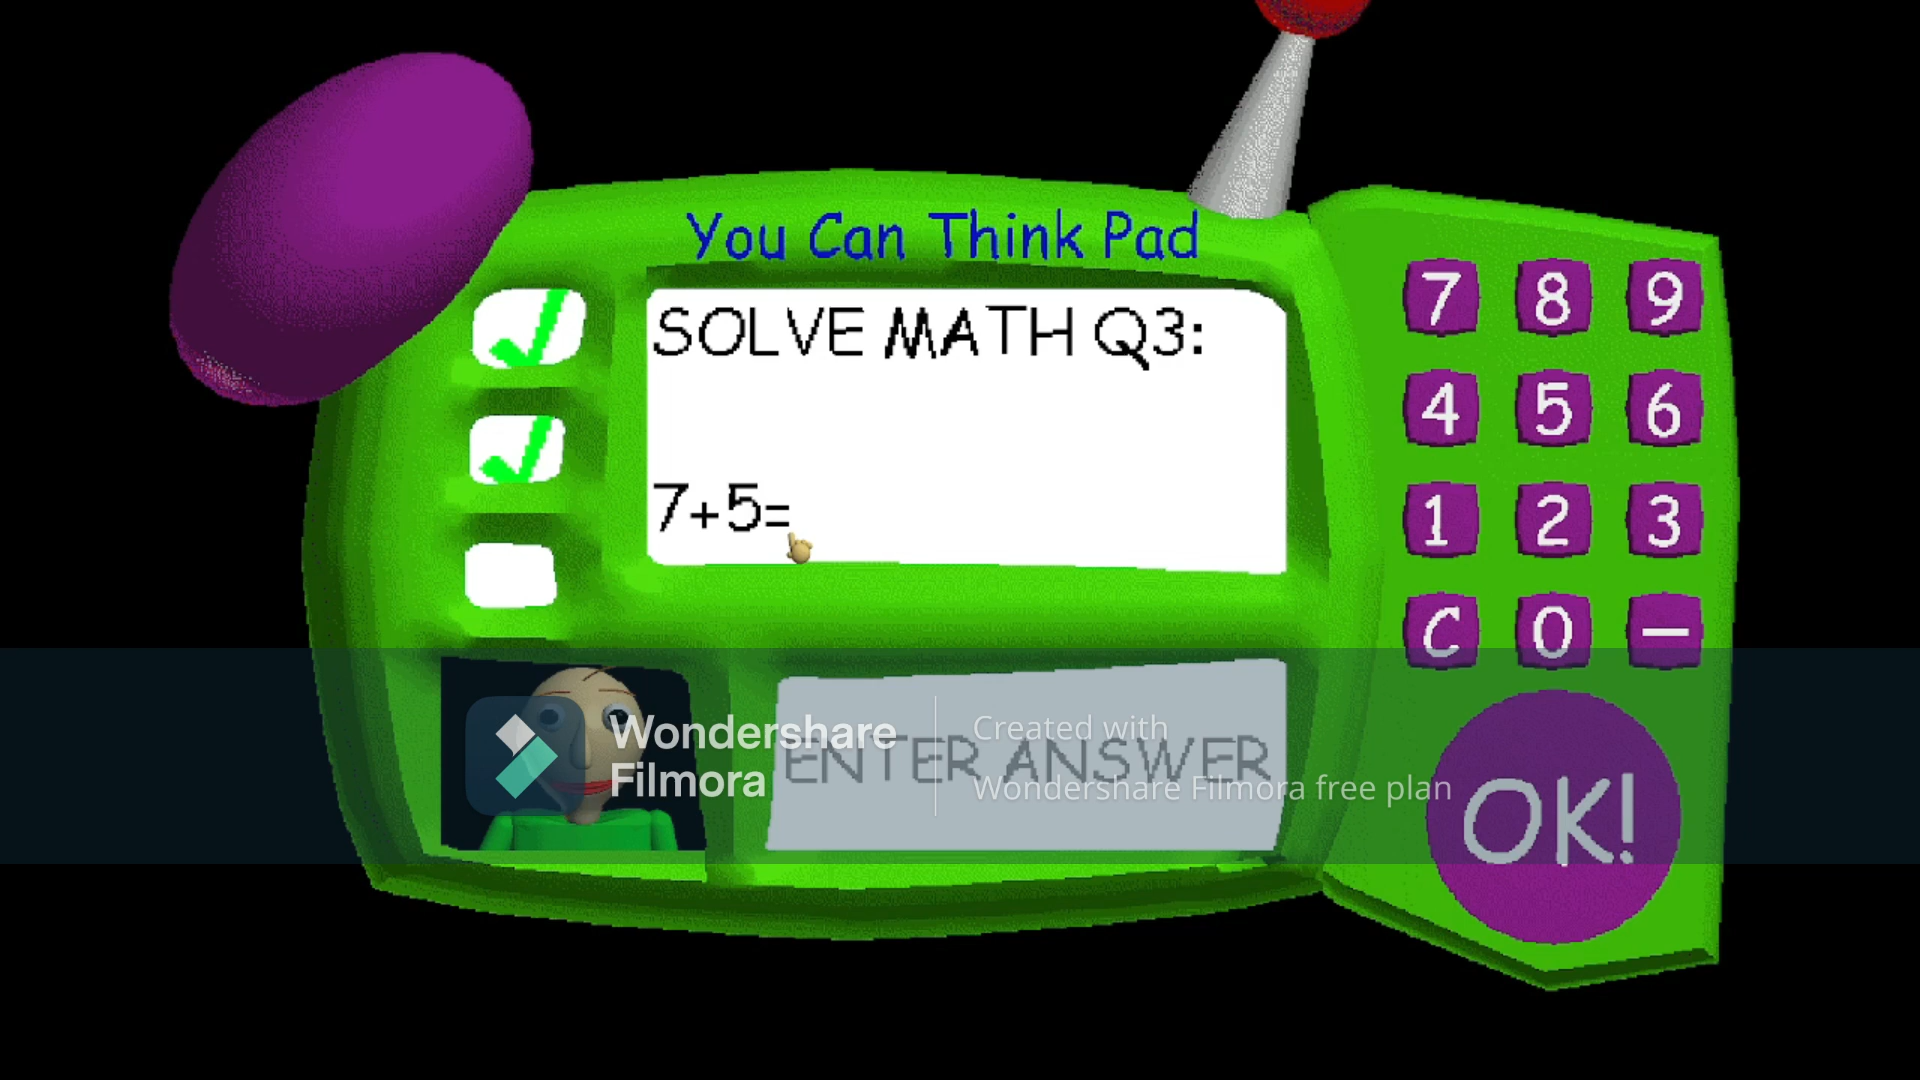 You Can Think Pad
SOLVE MATH Q3:
7+5=
7 8 9
4 5 6
1 2 3
C 0 −
Wondershare
Filmora
Created with
Wondershare Filmora free plan
ENTER ANSWER
OK!